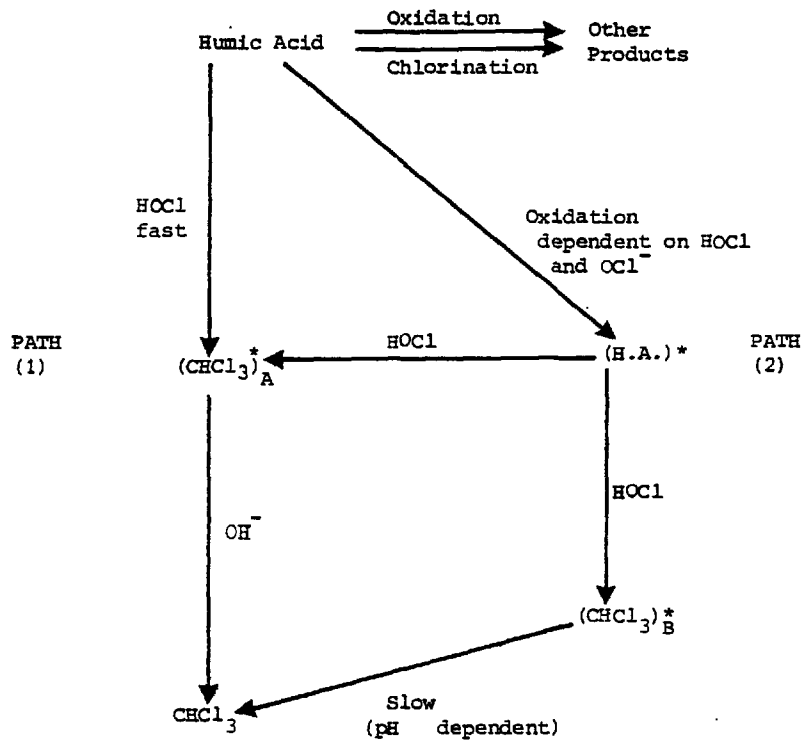 Oxidation
Humic Acid
Other
Products
Chlorination
HOCl
fast
Oxidation
dependent on HOCl
and OCl⁻
PATH
(1)
(CHCl₃)*A
HOCl
(H.A.)*
PATH
(2)
HOCl
OH⁻
(CHCl₃)*B
CHCl₃
Slow
(pH dependent)